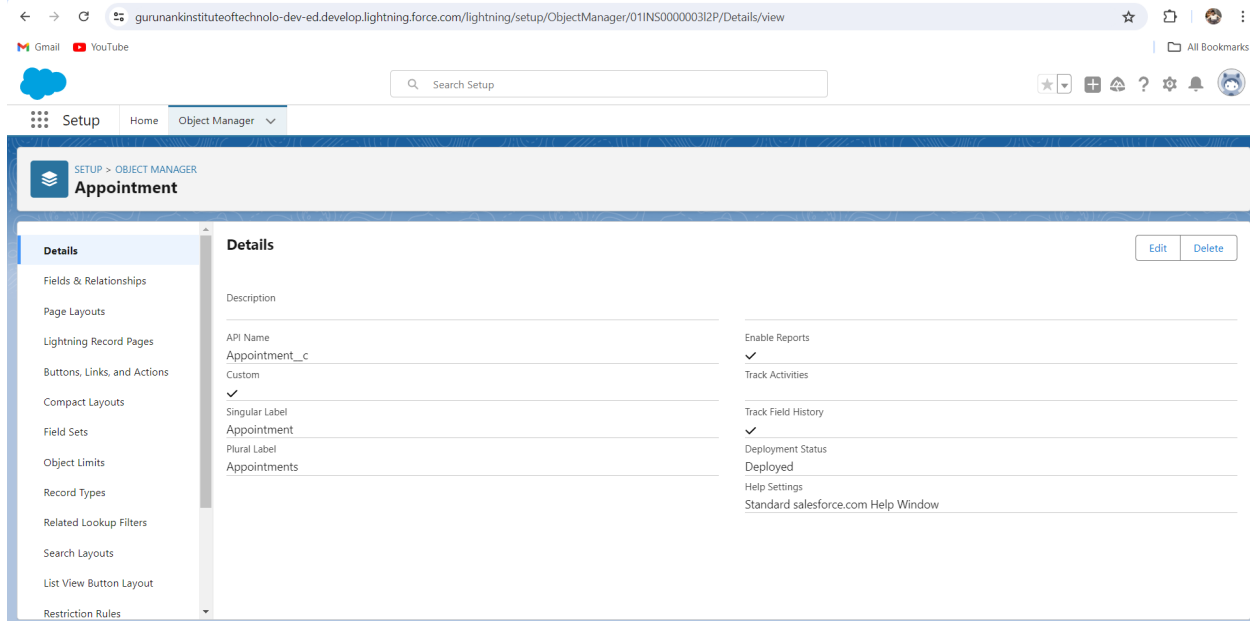 gurunankinstituteoftechnolo-dev-ed.develop.lightning.force.com/lightning/setup/ObjectManager/01INS0000003I2P/Details/view
Gmail YouTube All Bookmarks
Search Setup
Setup Home Object Manager
SETUP > OBJECT MANAGER
Appointment
Details
Fields & Relationships
Page Layouts
Lightning Record Pages
Buttons, Links, and Actions
Compact Layouts
Field Sets
Object Limits
Record Types
Related Lookup Filters
Search Layouts
List View Button Layout
Restriction Rules
Details
Edit Delete
Description
API Name
Appointment__c
Custom
Singular Label
Appointment
Plural Label
Appointments
Enable Reports
Track Activities
Track Field History
Deployment Status
Deployed
Help Settings
Standard salesforce.com Help Window